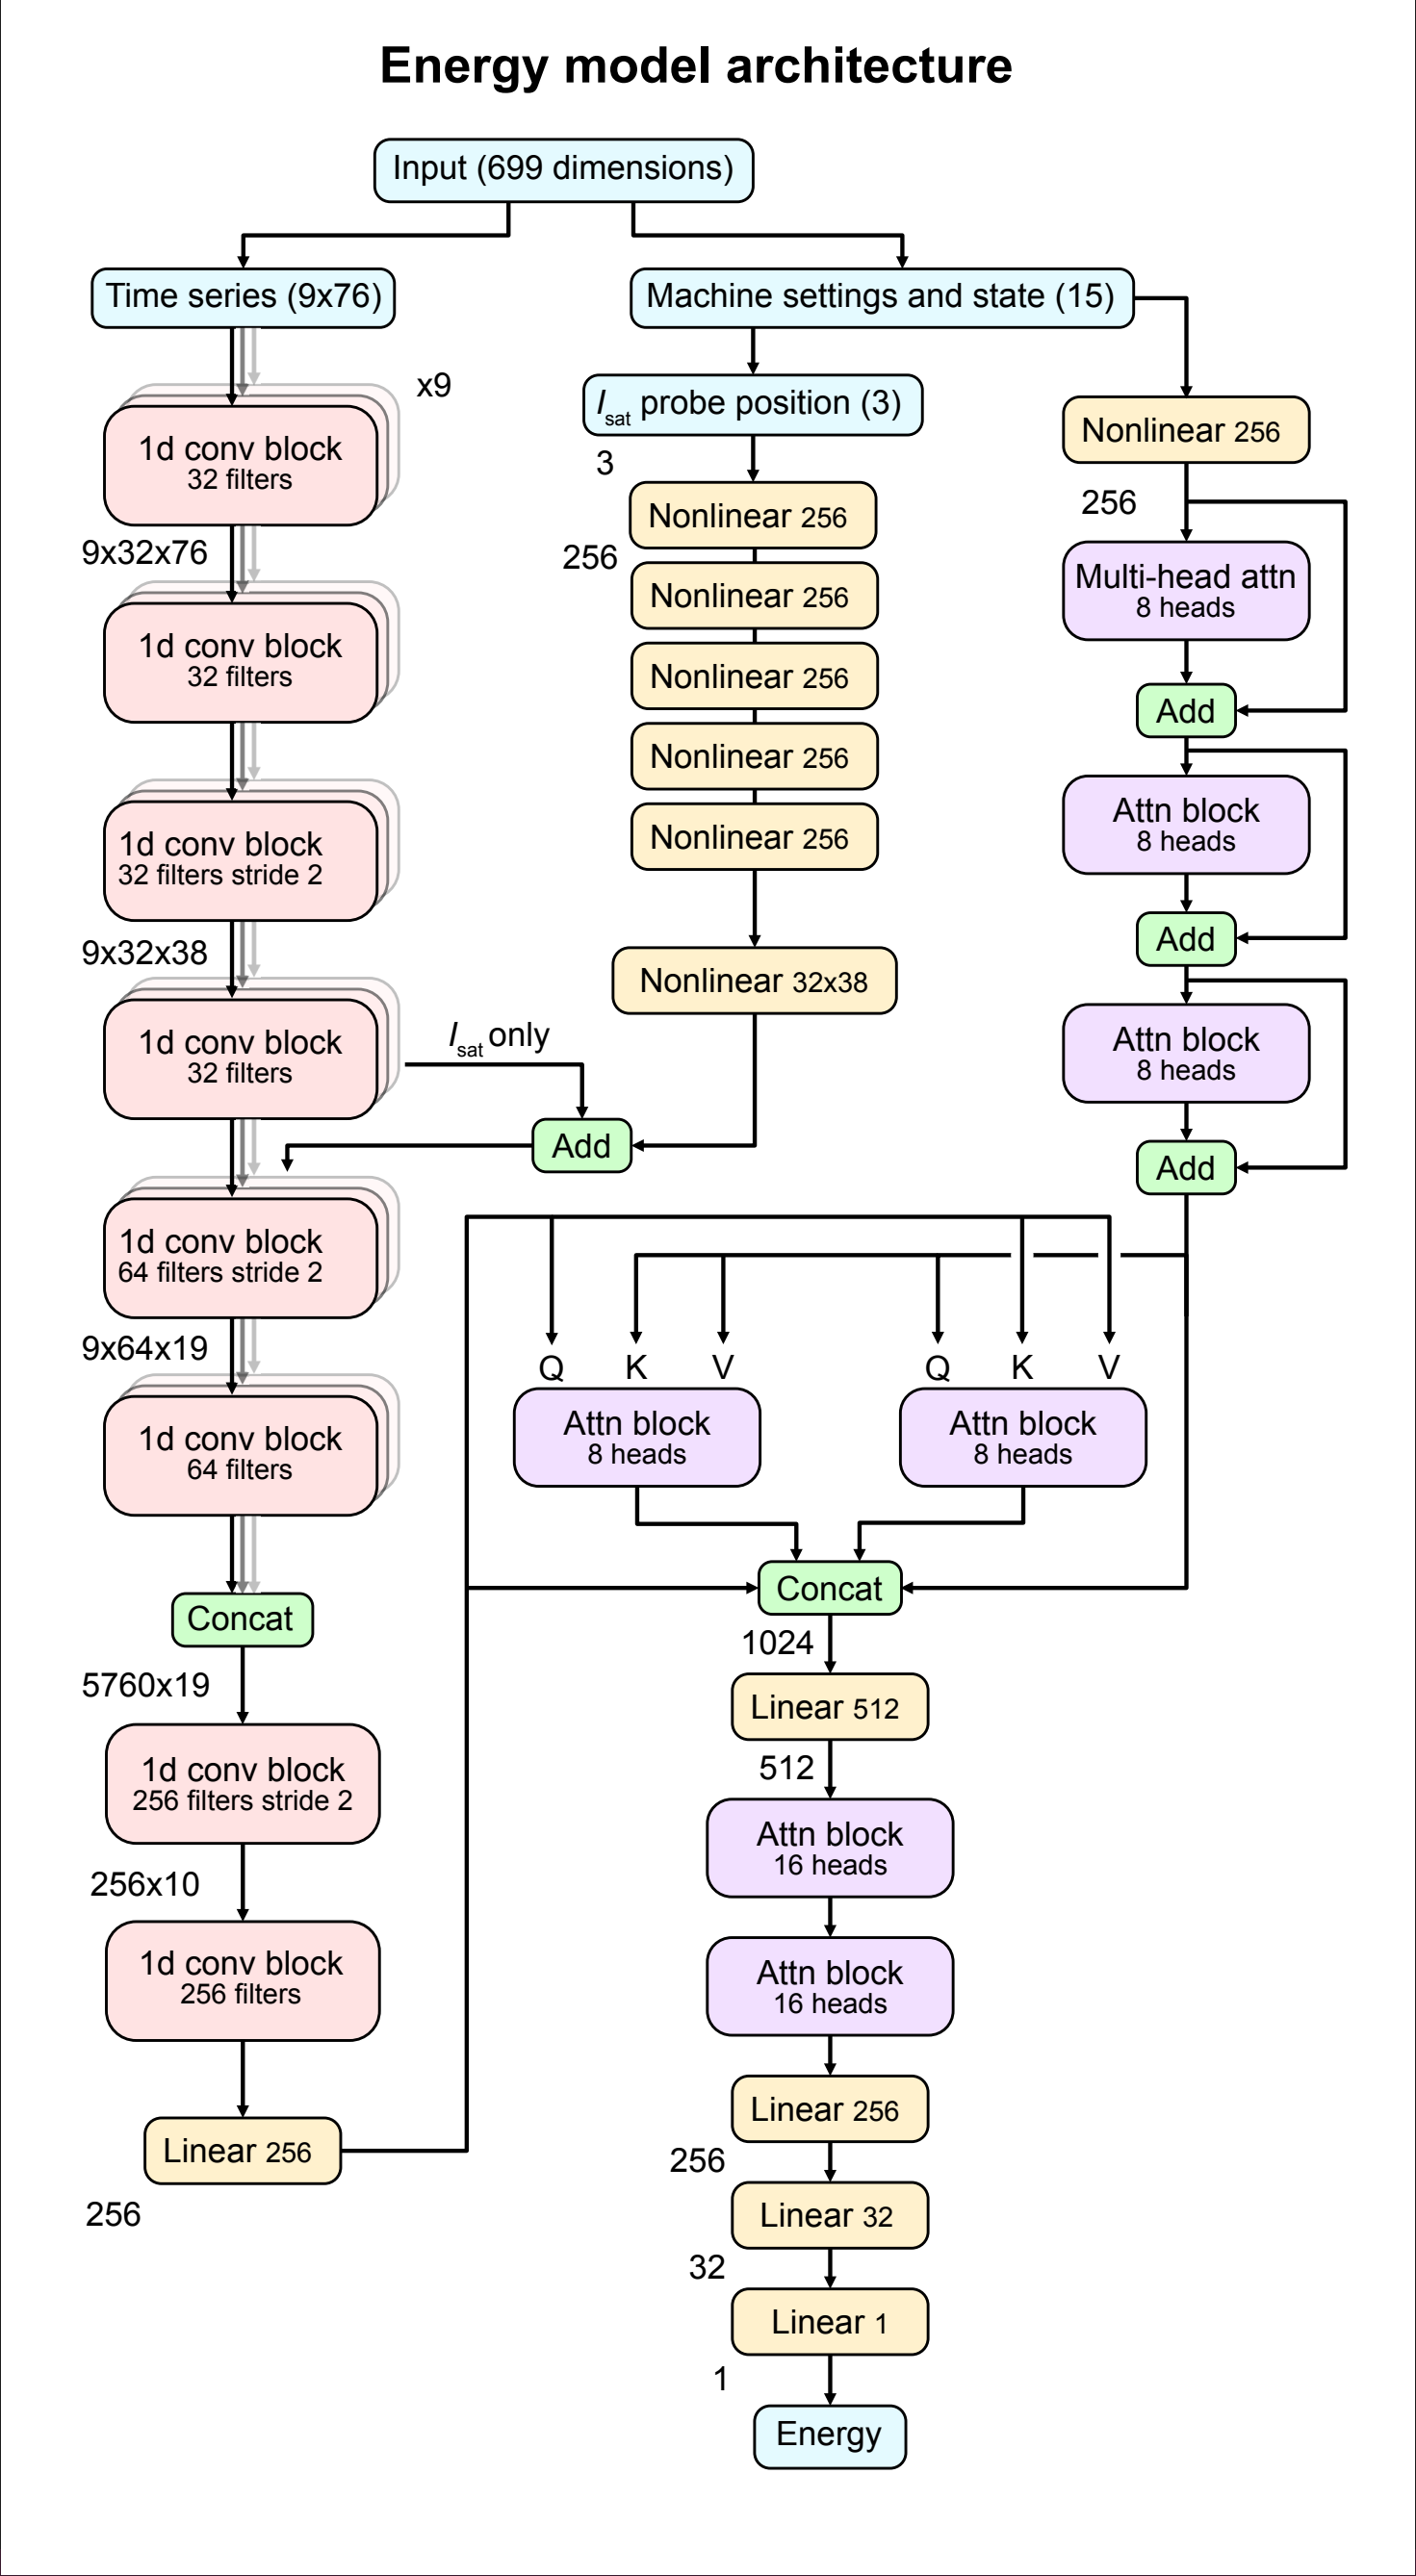 Energy model architecture
Input (699 dimensions)
Time series (9x76)
x9
1d conv block
32 filters
9x32x76
1d conv block
32 filters
1d conv block
32 filters stride 2
9x32x38
1d conv block
32 filters
1d conv block
64 filters stride 2
9x64x19
1d conv block
64 filters
Concat
5760x19
1d conv block
256 filters stride 2
256x10
1d conv block
256 filters
Linear 256
256
Machine settings and state (15)
Isat probe position (3)
3
Nonlinear 256
256
Nonlinear 256
Nonlinear 256
Nonlinear 256
Nonlinear 256
Nonlinear 32x38
Isat only
Add
Nonlinear 256
256
Multi-head attn
8 heads
Add
Attn block
8 heads
Add
Attn block
8 heads
Add
Q K V
Attn block
8 heads
Q K V
Attn block
8 heads
Concat
1024
Linear 512
512
Attn block
16 heads
Attn block
16 heads
Linear 256
256
Linear 32
32
Linear 1
1
Energy